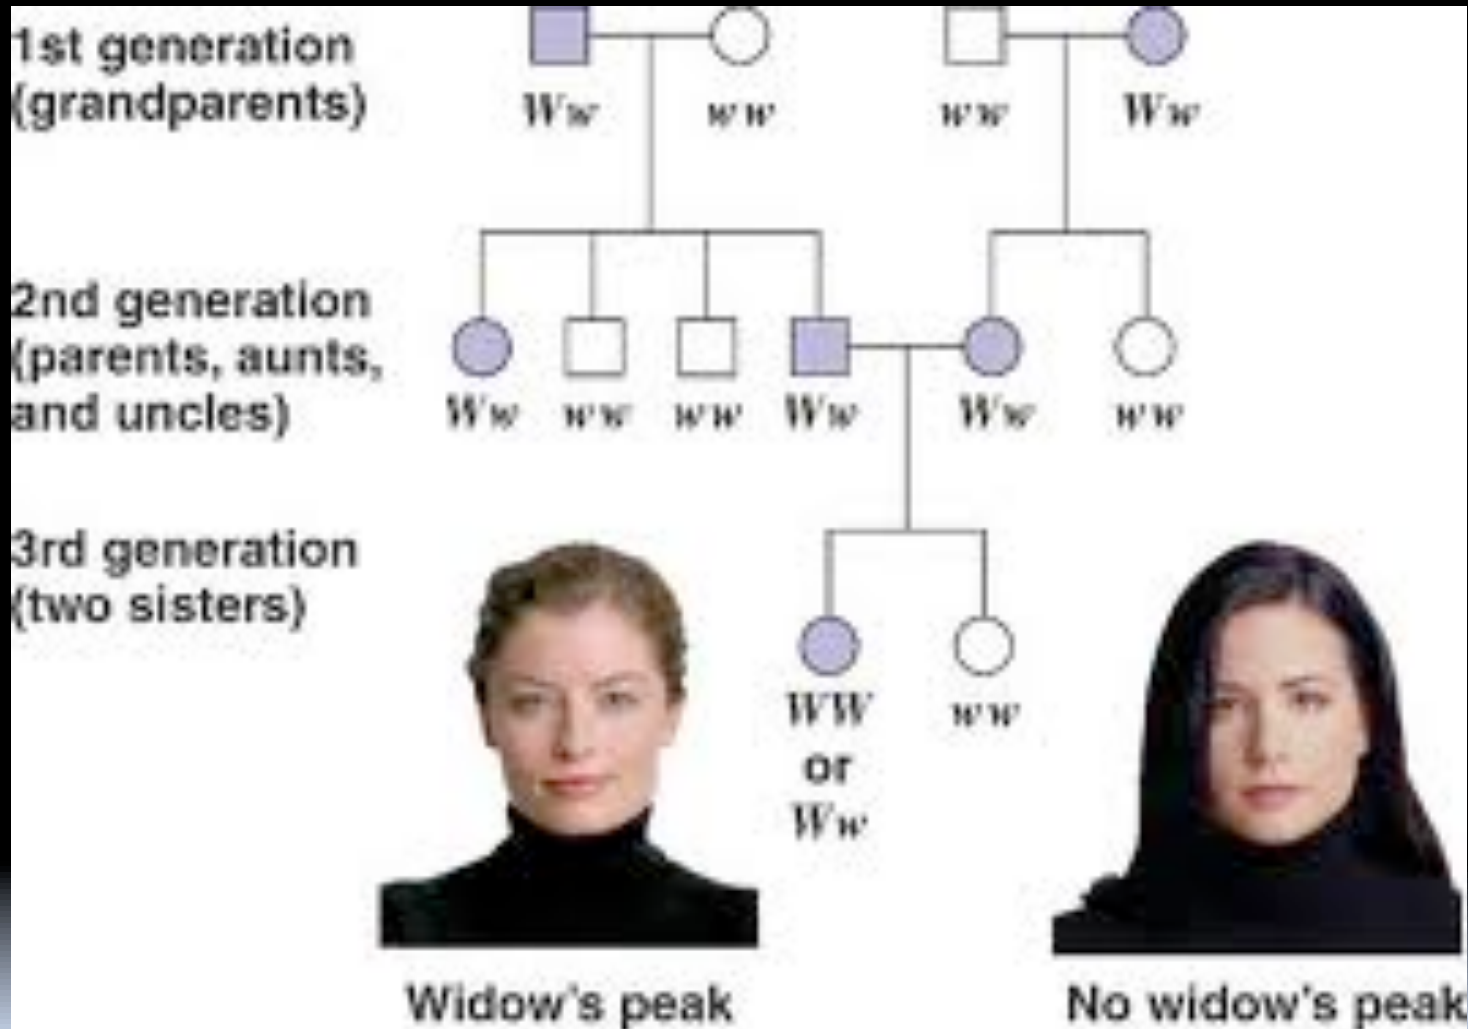 1st generation
(grandparents)
Ww ww ww Ww
2nd generation
(parents, aunts,
and uncles)
Ww ww ww Ww Ww ww
3rd generation
(two sisters)
WW
or
Ww
ww
Widow's peak
No widow's peak